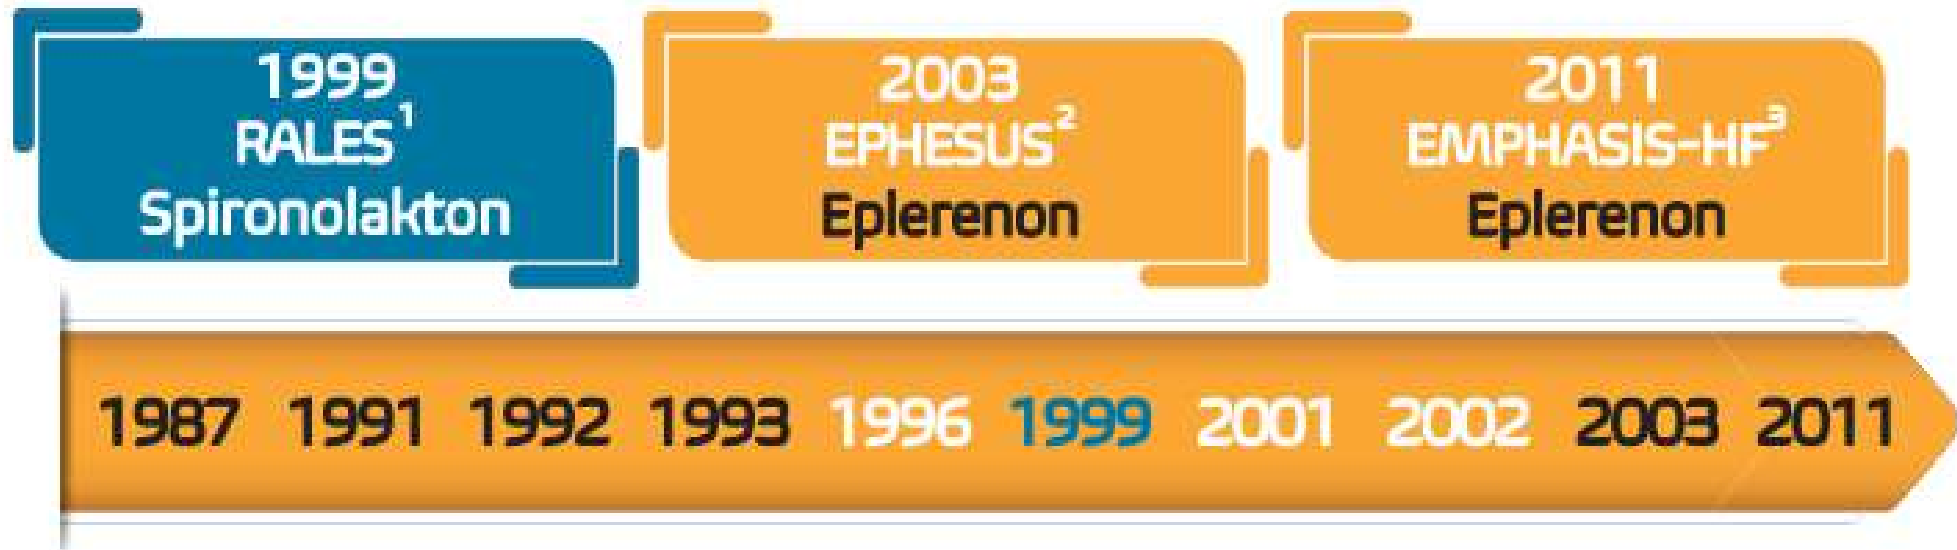 1999
RALES¹
Spironolakton
2003
EPHESUS²
Eplerenon
2011
EMPHASIS-HF³
Eplerenon
1987 1991 1992 1993 1996 1999 2001 2002 2003 2011